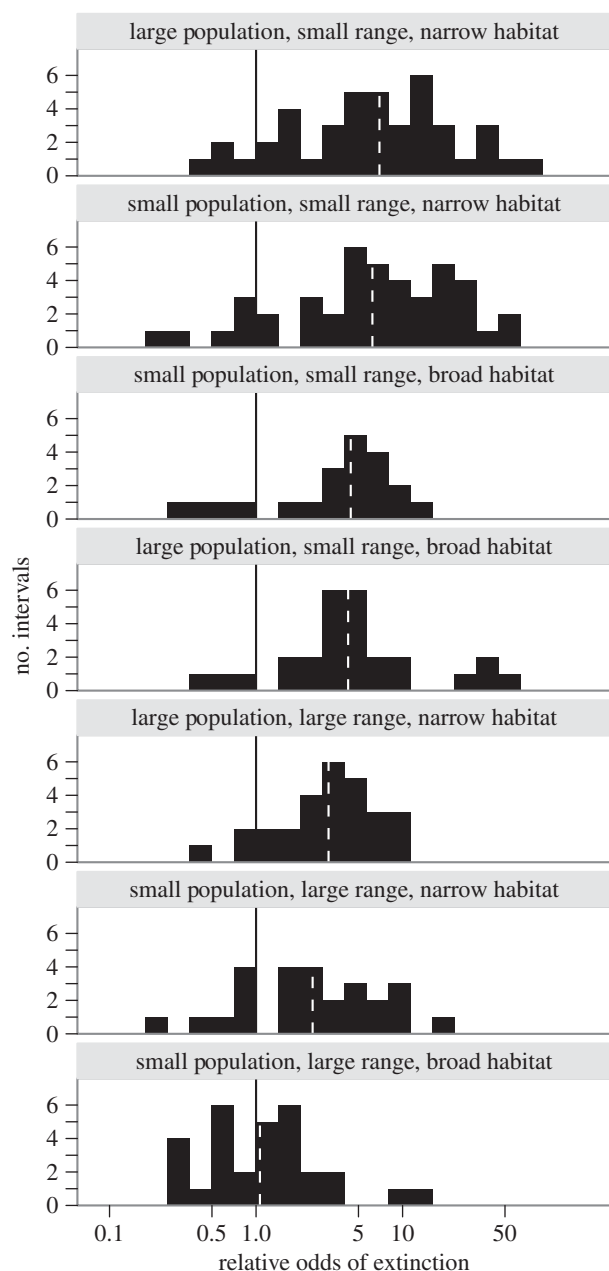 large population, small range, narrow habitat
6
4
2
0
small population, small range, narrow habitat
6
4
2
0
small population, small range, broad habitat
6
4
2
0
large population, small range, broad habitat
6
4
2
0
no. intervals
large population, large range, narrow habitat
6
4
2
0
small population, large range, narrow habitat
6
4
2
0
small population, large range, broad habitat
6
4
2
0
0.1 0.5 1.0 5 10 50
relative odds of extinction